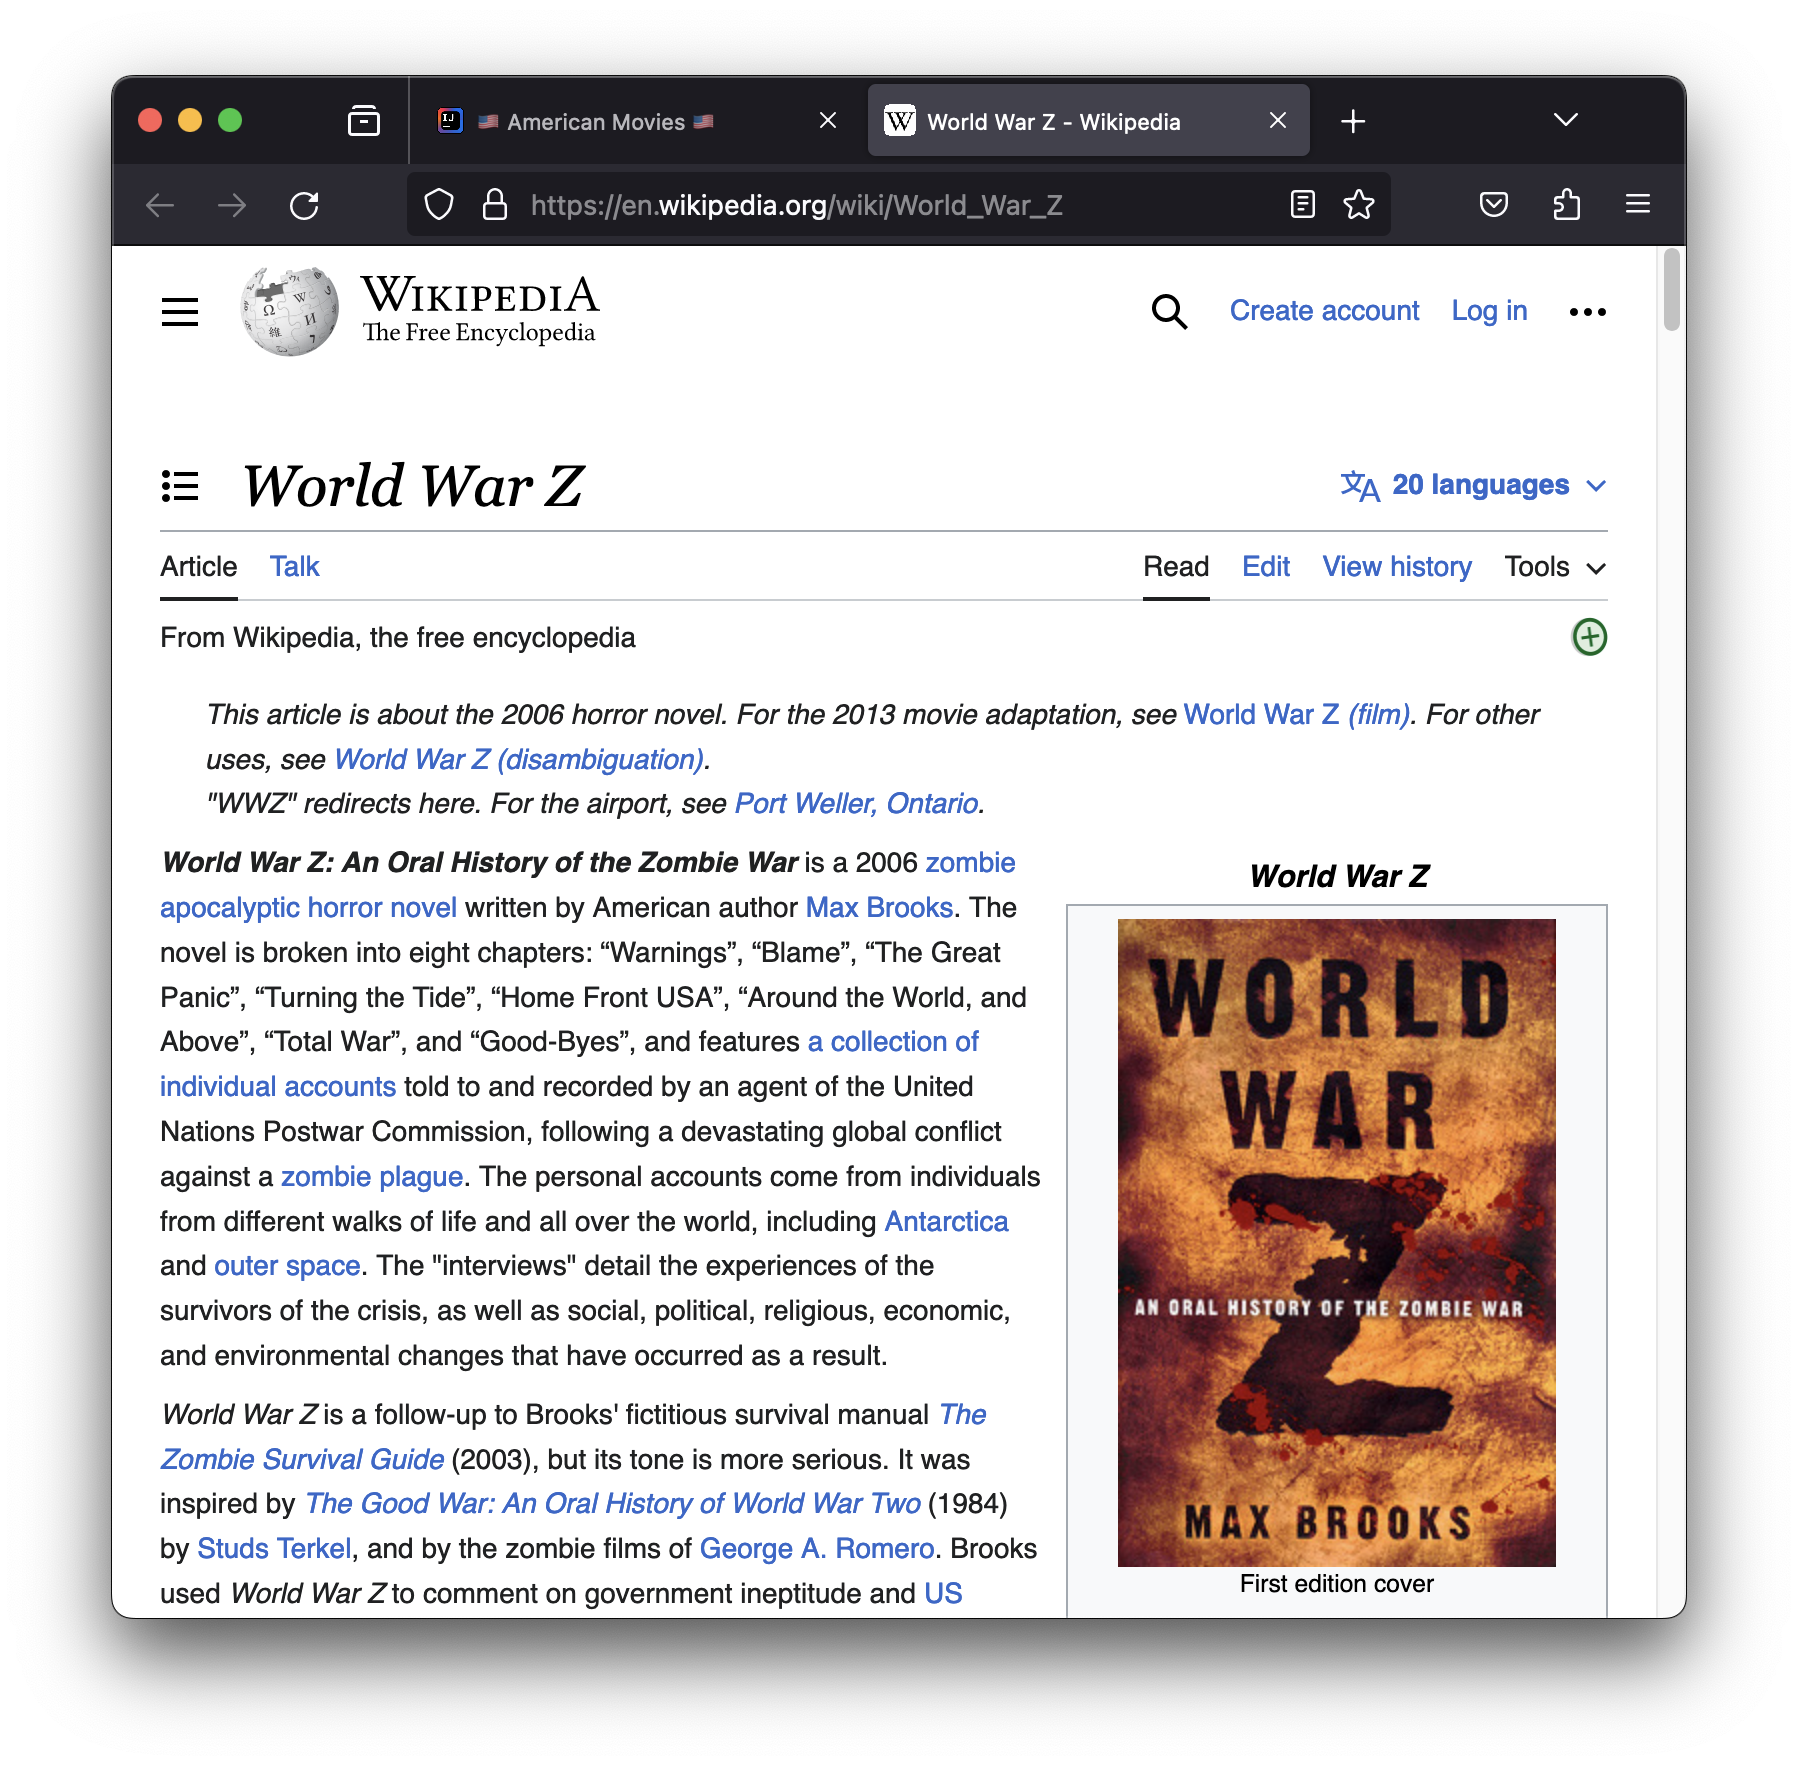 🇺🇸 American Movies 🇺🇸
World War Z - Wikipedia
https://en.wikipedia.org/wiki/World_War_Z
WIKIPEDIA
The Free Encyclopedia
Create account
Log in
World War Z
20 languages
Article
Talk
Read
Edit
View history
Tools
From Wikipedia, the free encyclopedia
This article is about the 2006 horror novel. For the 2013 movie adaptation, see World War Z (film). For other
uses, see World War Z (disambiguation).
"WWZ" redirects here. For the airport, see Port Weller, Ontario.
World War Z: An Oral History of the Zombie War is a 2006 zombie
apocalyptic horror novel written by American author Max Brooks. The
novel is broken into eight chapters: “Warnings”, “Blame”, “The Great
Panic”, “Turning the Tide”, “Home Front USA”, “Around the World, and
Above”, “Total War”, and “Good-Byes”, and features a collection of
individual accounts told to and recorded by an agent of the United
Nations Postwar Commission, following a devastating global conflict
against a zombie plague. The personal accounts come from individuals
from different walks of life and all over the world, including Antarctica
and outer space. The "interviews" detail the experiences of the
survivors of the crisis, as well as social, political, religious, economic,
and environmental changes that have occurred as a result.
World War Z is a follow-up to Brooks' fictitious survival manual The
Zombie Survival Guide (2003), but its tone is more serious. It was
inspired by The Good War: An Oral History of World War Two (1984)
by Studs Terkel, and by the zombie films of George A. Romero. Brooks
used World War Z to comment on government ineptitude and US
World War Z
WORLD
WAR
Z
AN ORAL HISTORY OF THE ZOMBIE WAR
MAX BROOKS
First edition cover